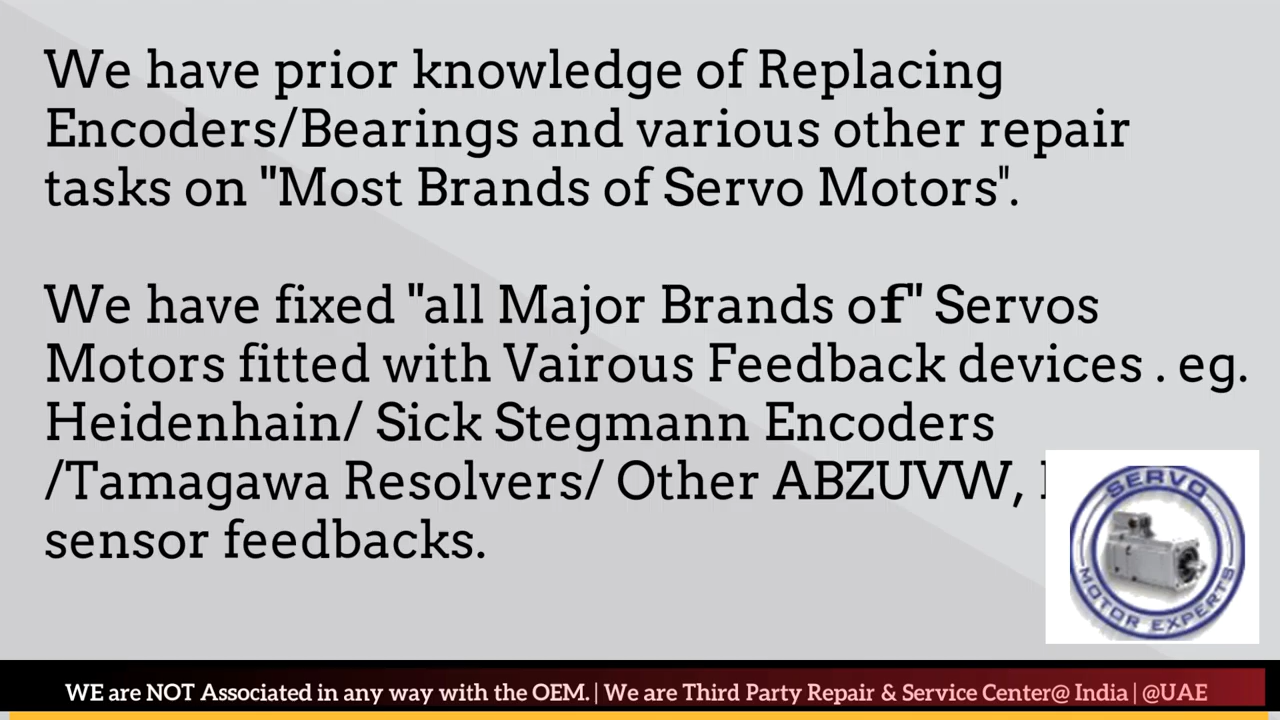 We have prior knowledge of Replacing
Encoders/Bearings and various other repair
tasks on "Most Brands of Servo Motors".
We have fixed "all Major Brands of" Servos
Motors fitted with Vairous Feedback devices . eg.
Heidenhain/ Sick Stegmann Encoders
/Tamagawa Resolvers/ Other ABZUVW,
sensor feedbacks.
SERVO
MOTOR EXPERTS
WE are NOT Associated in any way with the OEM. | We are Third Party Repair & Service Center@ India | @UAE